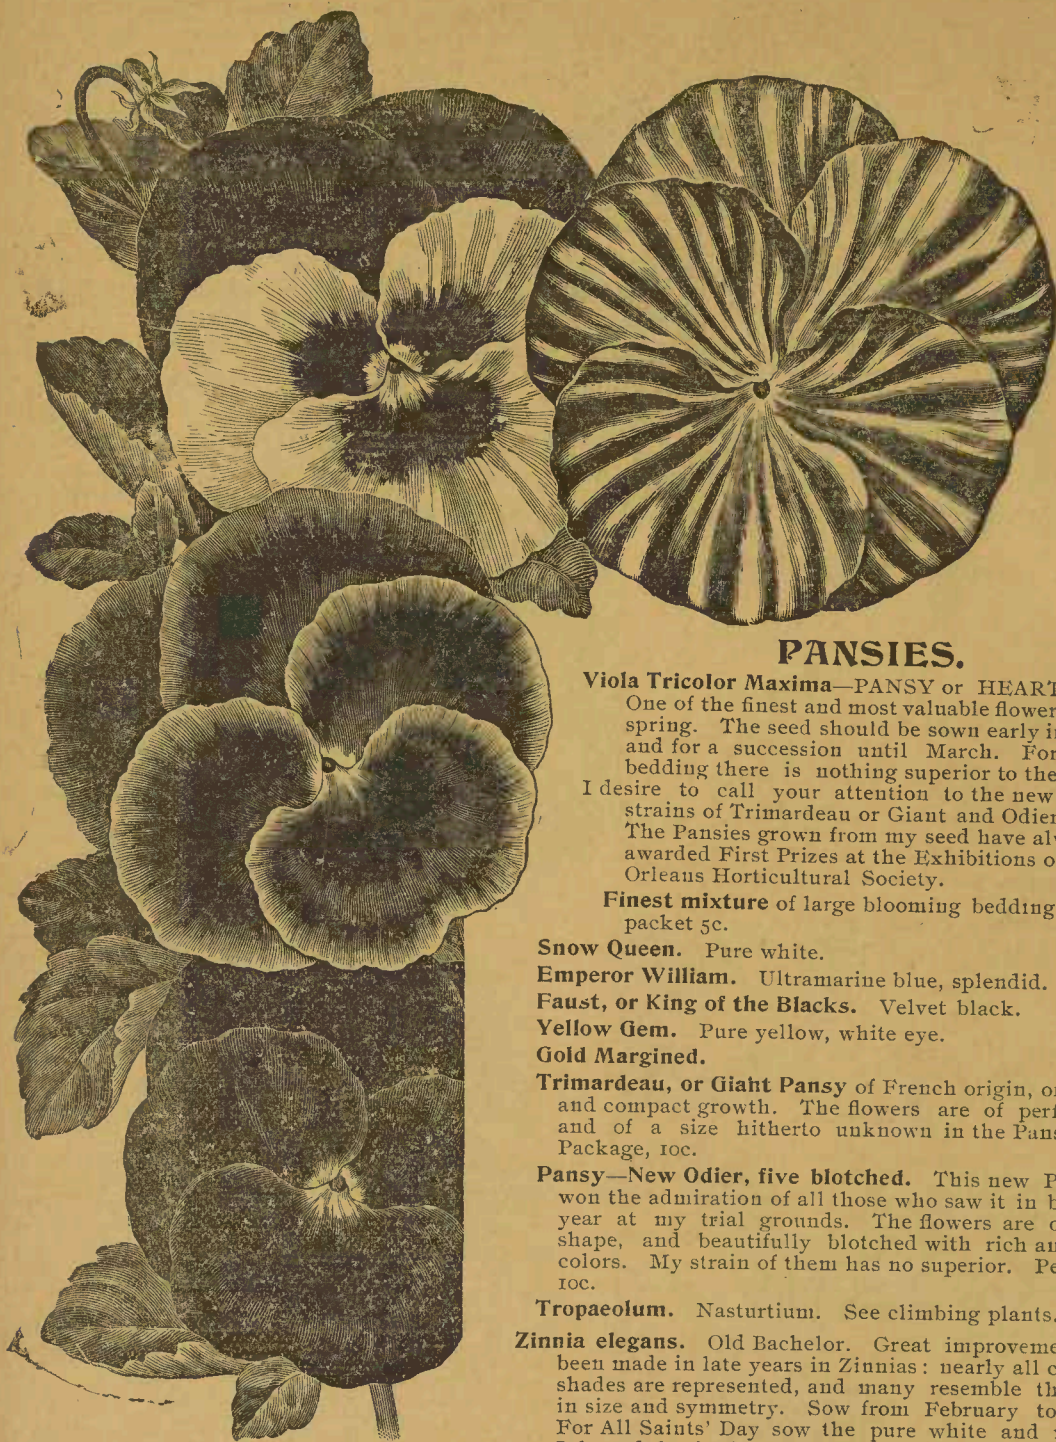 PANSIES.
Viola Tricolor Maxima—PANSY or HEART
One of the finest and most valuable flower
spring. The seed should be sown early i
and for a succession until March. For
bedding there is nothing superior to the
I desire to call your attention to the new
strains of Trimardeau or Giant and Odier
The Pansies grown from my seed have al
awarded First Prizes at the Exhibitions o
Orleans Horticultural Society.
Finest mixture of large blooming bedding
packet 5c.
Snow Queen. Pure white.
Emperor William. Ultramarine blue, splendid.
Faust, or King of the Blacks. Velvet black.
Yellow Gem. Pure yellow, white eye.
Gold Margined.
Trimardeau, or Giaht Pansy of French origin, o
and compact growth. The flowers are of per
and of a size hitherto unknown in the Pans
Package, 10c.
Pansy—New Odier, five blotched. This new P
won the admiration of all those who saw it in b
year at my trial grounds. The flowers are o
shape, and beautifully blotched with rich an
colors. My strain of them has no superior. Pe
10c.
Tropaeolum. Nasturtium. See climbing plants.
Zinnia elegans. Old Bachelor. Great improveme
been made in late years in Zinnias: nearly all c
shades are represented, and many resemble th
in size and symmetry. Sow from February to
For All Saints' Day sow the pure white and